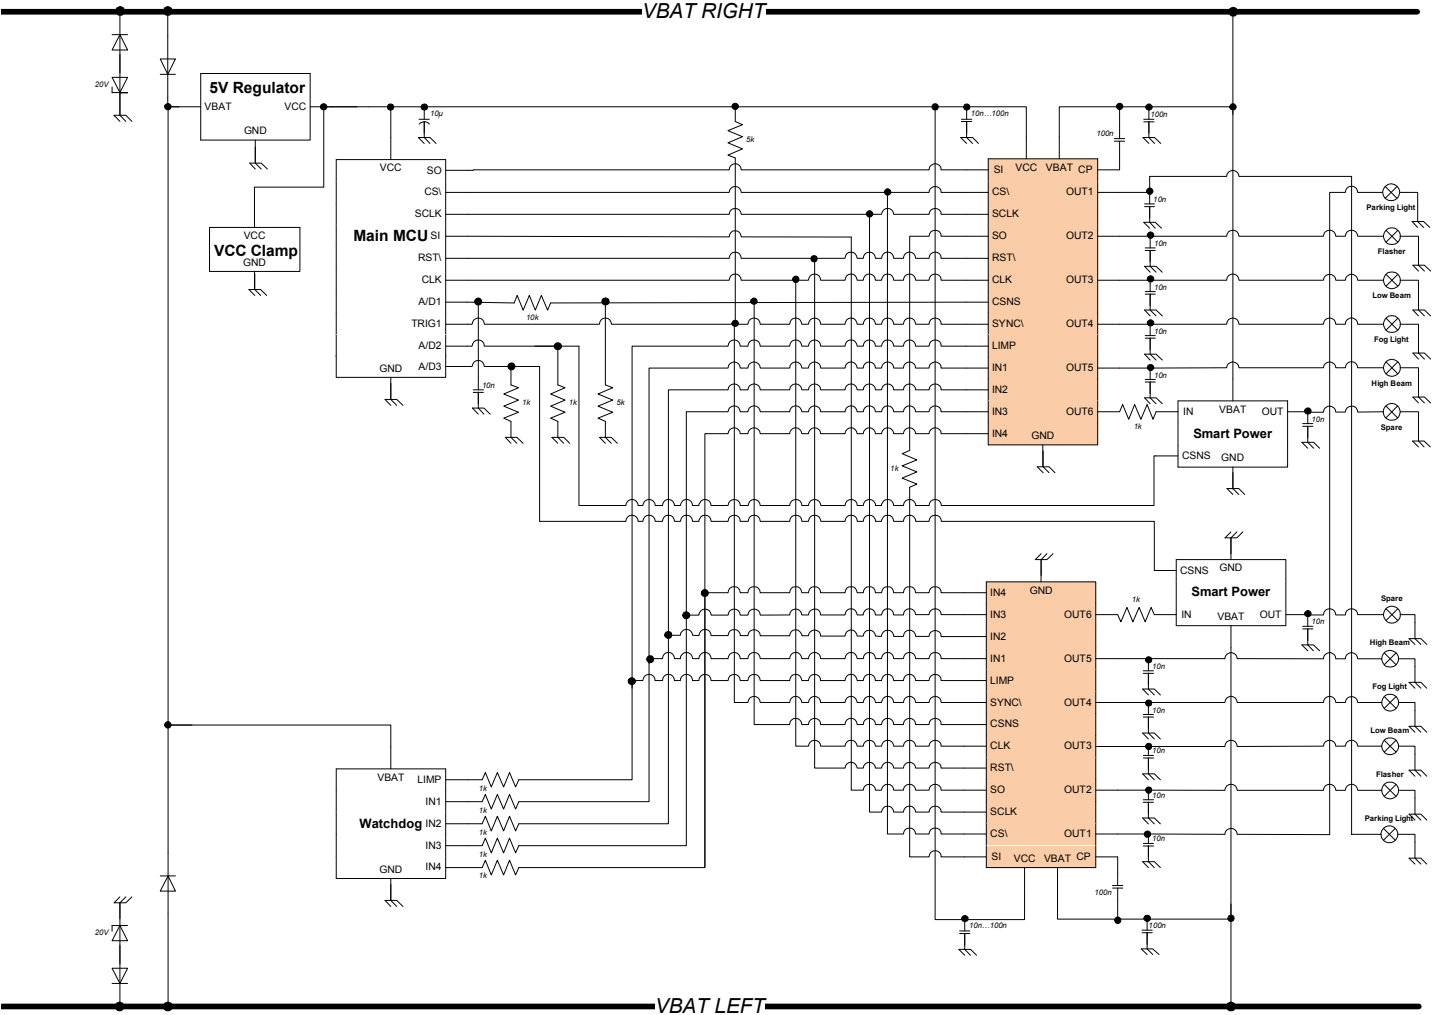 VBAT RIGHT
20V
5V Regulator
VBAT VCC
GND
10µ
5k
10n...100n
100n
100n
VCC
SO
CS\
SCLK
Main MCU SI
RST\
CLK
A/D1
TRIG1
A/D2
A/D3
GND
VCC
VCC Clamp
GND
10k
10n
1k
1k
5k
SI VCC VBAT CP
CS\ OUT1
SCLK
SO OUT2
RST\
CLK OUT3
CSNS
SYNC\ OUT4
LIMP
IN1 OUT5
IN2
IN3 OUT6
IN4
GND
10n
10n
10n
10n
10n
1k
1k
Parking Light
Flasher
Low Beam
Fog Light
High Beam
Spare
IN VBAT OUT
Smart Power
CSNS GND
10n
CSNS GND
Smart Power
IN VBAT OUT
10n
1k
IN4 GND
IN3 OUT6
IN2
IN1 OUT5
LIMP
SYNC\ OUT4
CSNS
CLK OUT3
RST\
SO OUT2
SCLK
CS\ OUT1
SI VCC VBAT CP
10n
10n
10n
10n
10n
Spare
High Beam
Fog Light
Low Beam
Flasher
Parking Light
VBAT LIMP
IN1
Watchdog IN2
IN3
GND IN4
1k
1k
1k
1k
1k
100n
10n...100n
100n
20V
VBAT LEFT